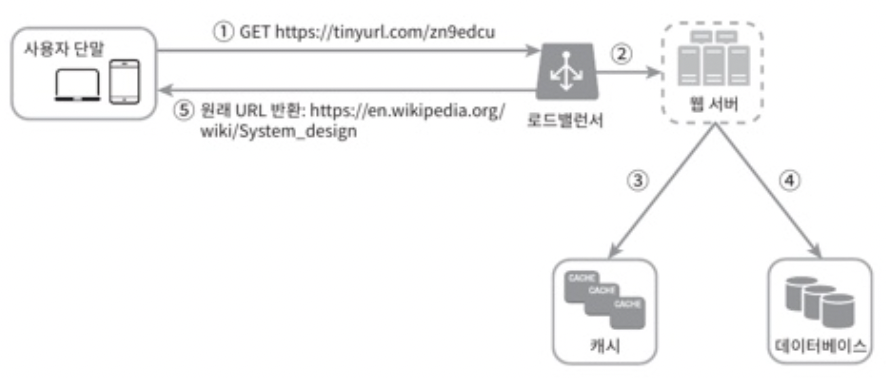 ① GET https://tinyurl.com/zn9edcu
사용자 단말
②
웹 서버
⑤ 원래 URL 반환: https://en.wikipedia.org/
wiki/System_design
로드밸런서
③
④
CACHE
CACHE
CACHE
캐시
데이터베이스